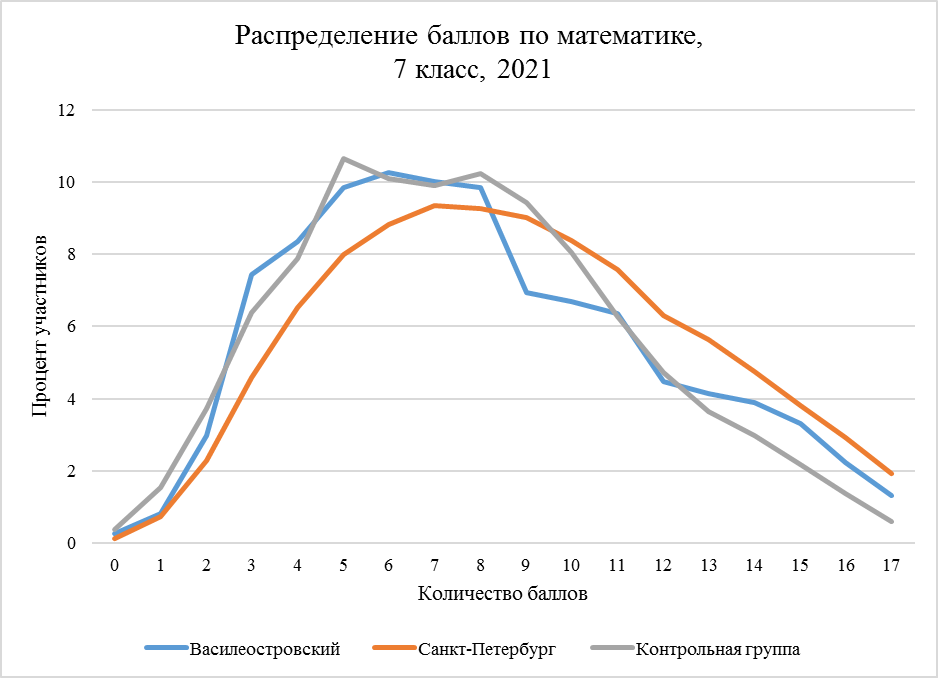 Распределение баллов по математике,
7 класс, 2021
12
10
8
6
4
2
0
Процент участников
0 1 2 3 4 5 6 7 8 9 10 11 12 13 14 15 16 17
Количество баллов
Василеостровский Санкт-Петербург Контрольная группа